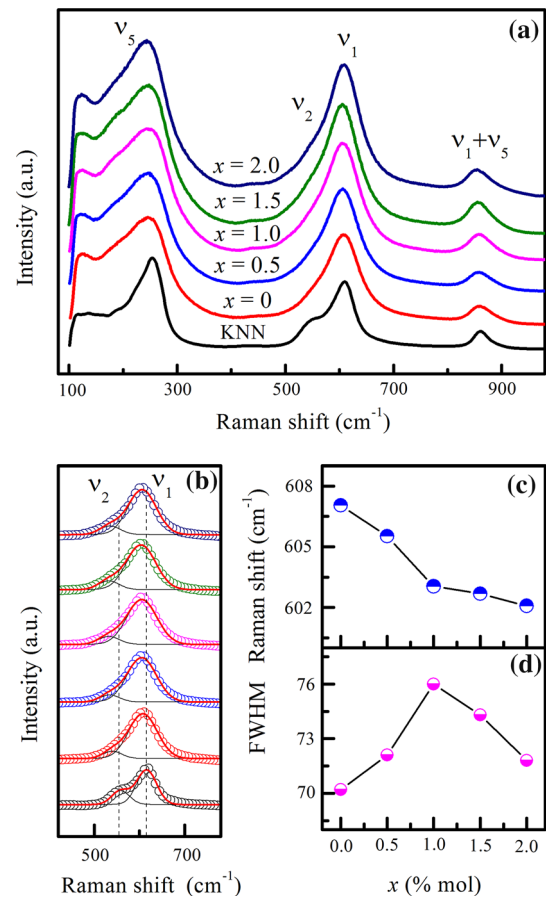 (a)
ν5
ν1
ν2
ν1+ν5
x = 2.0
x = 1.5
x = 1.0
x = 0.5
x = 0
KNN
Intensity (a.u.)
100 300 500 700 900
Raman shift (cm-1)
(b)
ν2 ν1
Intensity (a.u.)
500 700
Raman shift (cm-1)
(c)
608
605
602
Raman shift (cm-1)
(d)
76
73
70
FWHM
0.0 0.5 1.0 1.5 2.0
x (% mol)